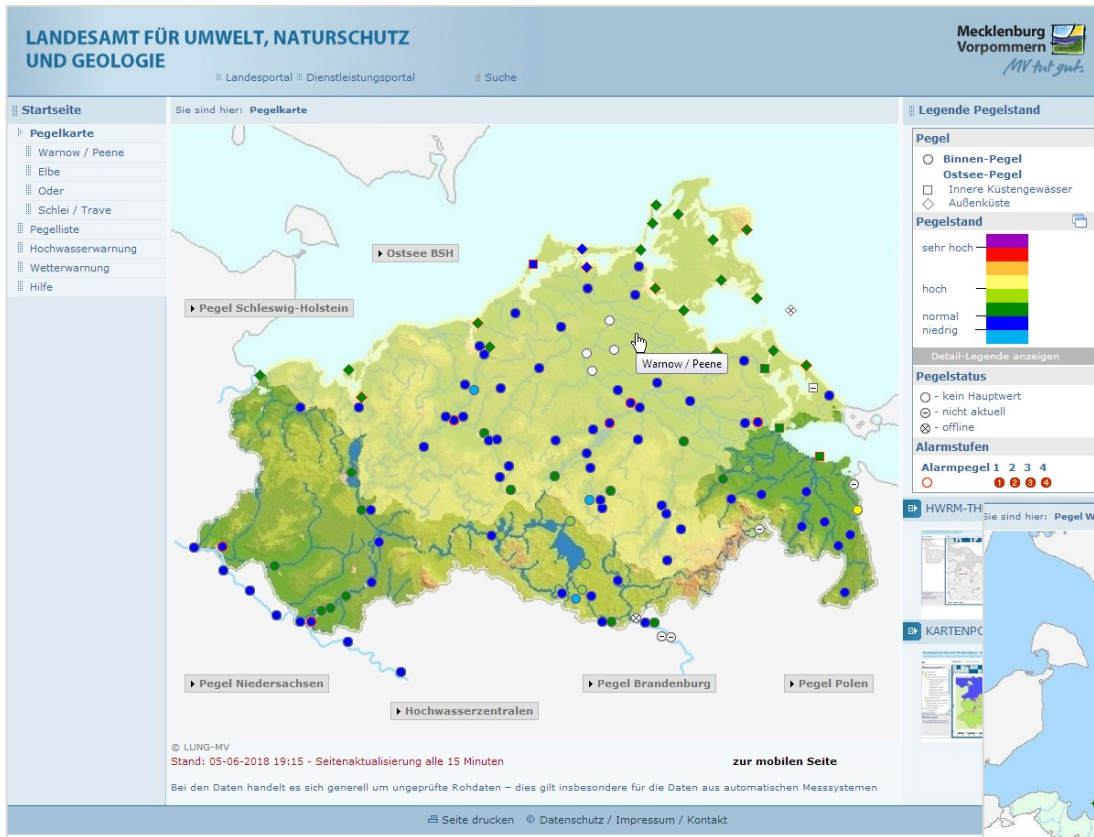 LANDESAMT FÜR UMWELT, NATURSCHUTZ
UND GEOLOGIE
Landesportal Dienstleistungsportal Suche
Mecklenburg
Vorpommern
MV tut gut.
Startseite
Pegelkarte
Warnow / Peene
Elbe
Oder
Schlei / Trave
Pegelliste
Hochwasserwarnung
Wetterwarnung
Hilfe
Sie sind hier: Pegelkarte
Ostsee BSH
Pegel Schleswig-Holstein
Warnow / Peene
Pegel Niedersachsen
Pegel Brandenburg
Pegel Polen
Hochwasserzentralen
© LUNG-MV
Stand: 05-06-2018 19:15 - Seitenaktualisierung alle 15 Minuten
zur mobilen Seite
Bei den Daten handelt es sich generell um ungeprüfte Rohdaten – dies gilt insbesondere für die Daten aus automatischen Messsystemen
Legende Pegelstand
Pegel
Binnen-Pegel
Ostsee-Pegel
Innere Küstengewässer
Außenküste
Pegelstand
sehr hoch
hoch
normal
niedrig
Detail-Legende anzeigen
Pegelstatus
- kein Hauptwert
- nicht aktuell
- offline
Alarmstufen
Alarmpegel 1 2 3 4
1 2 3 4
HWRM-TH
Sie sind hier: Pegel W
KARTENPO
Seite drucken © Datenschutz / Impressum / Kontakt